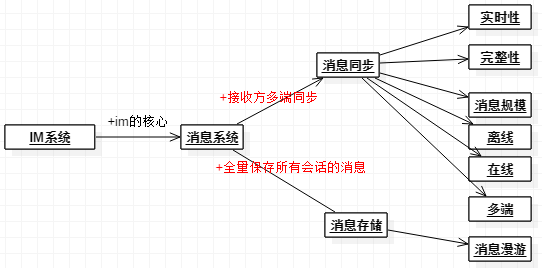 实时性
完整性
消息同步
+接收方多端同步
消息规模
+im的核心
IM系统
消息系统
离线
+全量保存所有会话的消息
在线
多端
消息存储
消息漫游